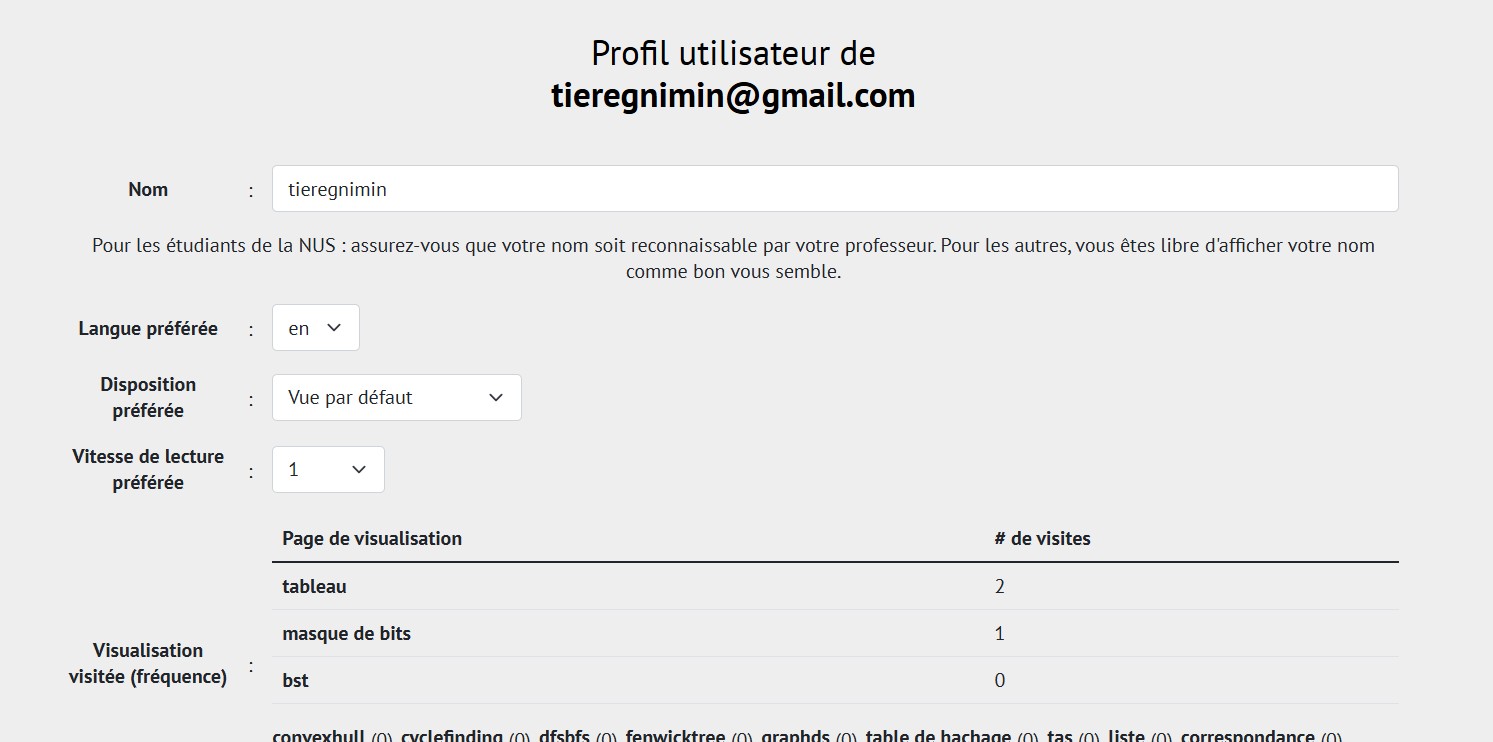 Profil utilisateur de
tieregnimin@gmail.com
Nom : tieregnimin
Pour les étudiants de la NUS : assurez-vous que votre nom soit reconnaissable par votre professeur. Pour les autres, vous êtes libre d'afficher votre nom
comme bon vous semble.
Langue préférée : en
Disposition
préférée : Vue par défaut
Vitesse de lecture
préférée : 1
Page de visualisation # de visites
tableau 2
masque de bits 1
Visualisation
visitée (fréquence) :
bst 0
convexhull (0), cyclefinding (0), dfsbfs (0), fenwicktree (0), graphds (0), table de hachage (0), tas (0), liste (0), correspondance (0),